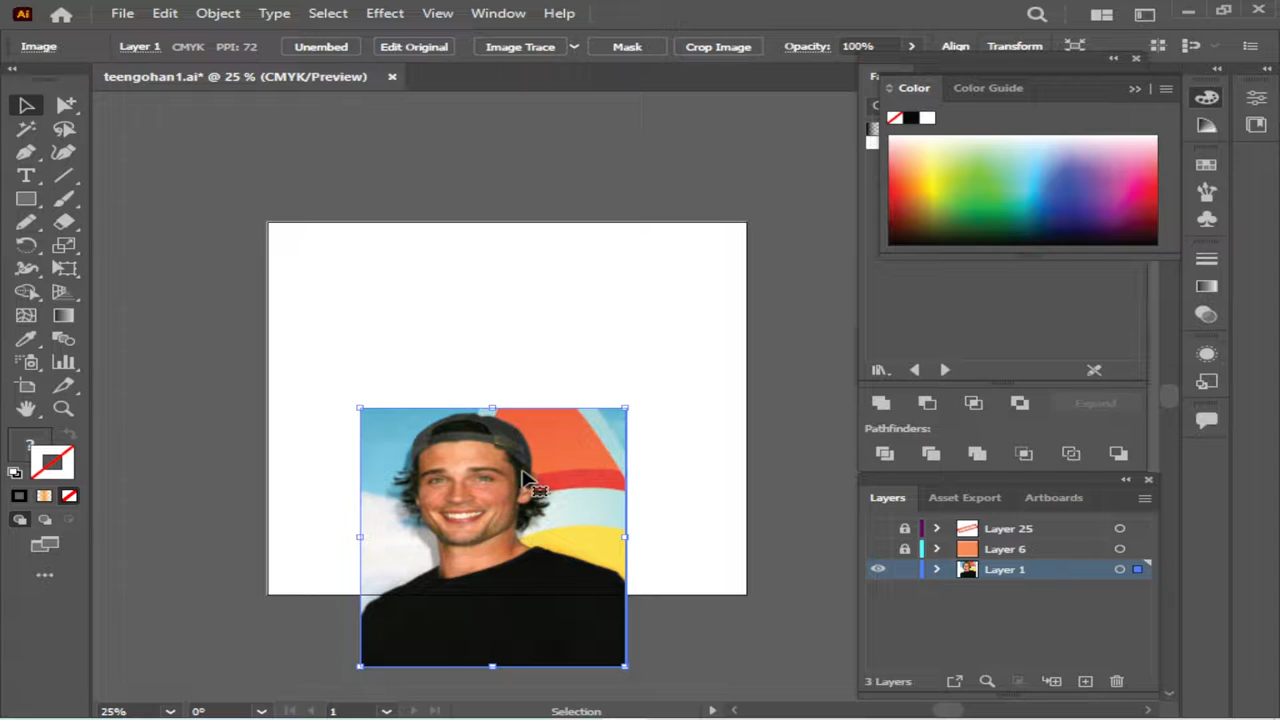 Ai File Edit Object Type Select Effect View Window Help
Image Layer 1 CMYK PPI: 72 Unembed Edit Original Image Trace Mask Crop Image Opacity: 100% Align Transform
teengohan1.ai* @ 25 % (CMYK/Preview)
Color Color Guide
Expand
Pathfinders:
Layers Asset Export Artboards
Layer 25
Layer 6
Layer 1
3 Layers
25% 0° 1 Selection